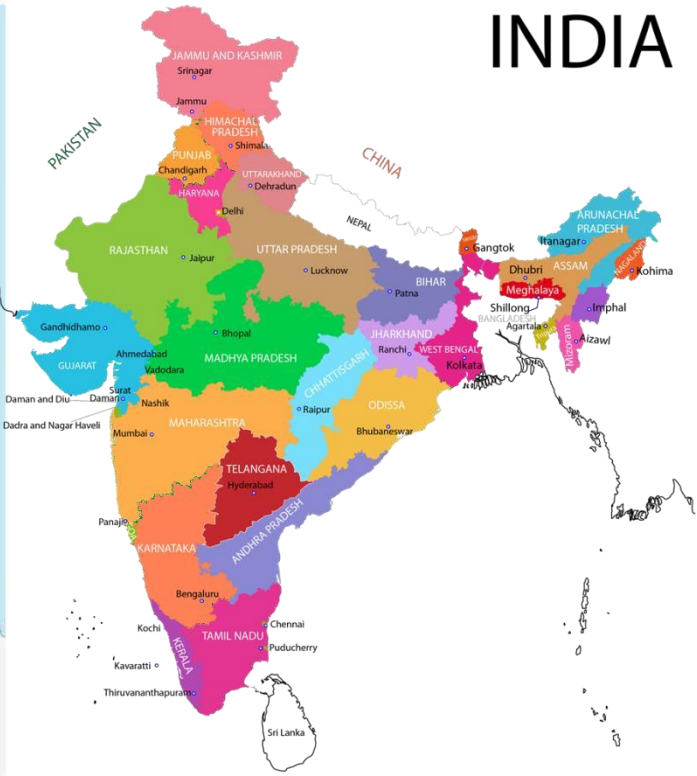 INDIA
JAMMU AND KASHMIR
Srinagar
Jammu
HIMACHAL
PRADESH
Shimala
PAKISTAN
PUNJAB
Chandigarh
CHINA
UTTARAKHAND
Dehradun
HARYANA
Delhi
NEPAL
ARUNACHAL
PRADESH
Itanagar
RAJASTHAN
Jaipur
UTTAR PRADESH
Lucknow
Gangtok
ASSAM
Dhubri
NAGALAND
Kohima
BIHAR
Patna
Meghalaya
Shillong
Imphal
BANGLADESH
Agartala
Mizoram
Aizawl
Gandhidhamo
GUJARAT
Ahmedabad
Vadodara
Bhopal
MADHYA PRADESH
JHARKHAND
Ranchi
WEST BENGAL
Kolkata
CHHATTISGARH
Raipur
Surat
Daman and Diu
Daman
Nashik
Dadra and Nagar Haveli
MAHARASHTRA
Mumbai
ODISSA
Bhubaneswar
TELANGANA
Hyderabad
Panaji
GOA
KARNATAKA
ANDHRA PRADESH
Bengaluru
Chennai
Kochi
TAMIL NADU
Puducherry
KERALA
Kavaratti
Thiruvananthapuram
Sri Lanka